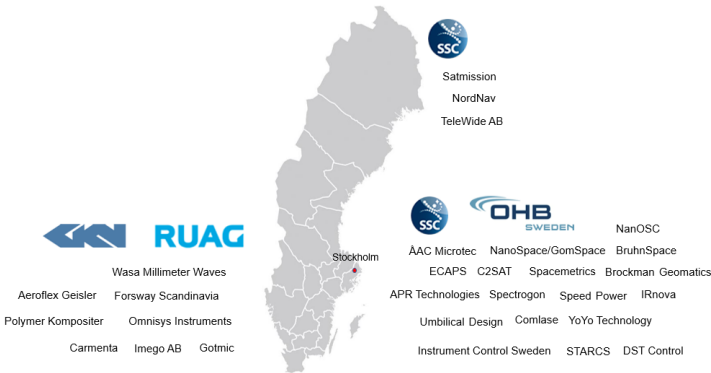 SSC
Satmission
NordNav
TeleWide AB
GKN
RUAG
Stockholm
SSC
OHB
SWEDEN
NanOSC
ÅAC Microtec NanoSpace/GomSpace BruhnSpace
Wasa Millimeter Waves
ECAPS C2SAT Spacemetrics Brockman Geomatics
Aeroflex Geisler Forsway Scandinavia
APR Technologies Spectrogon Speed Power IRnova
Polymer Kompositer Omnisys Instruments
Umbilical Design Comlase YoYo Technology
Carmenta Imego AB Gotmic
Instrument Control Sweden STARCS DST Control